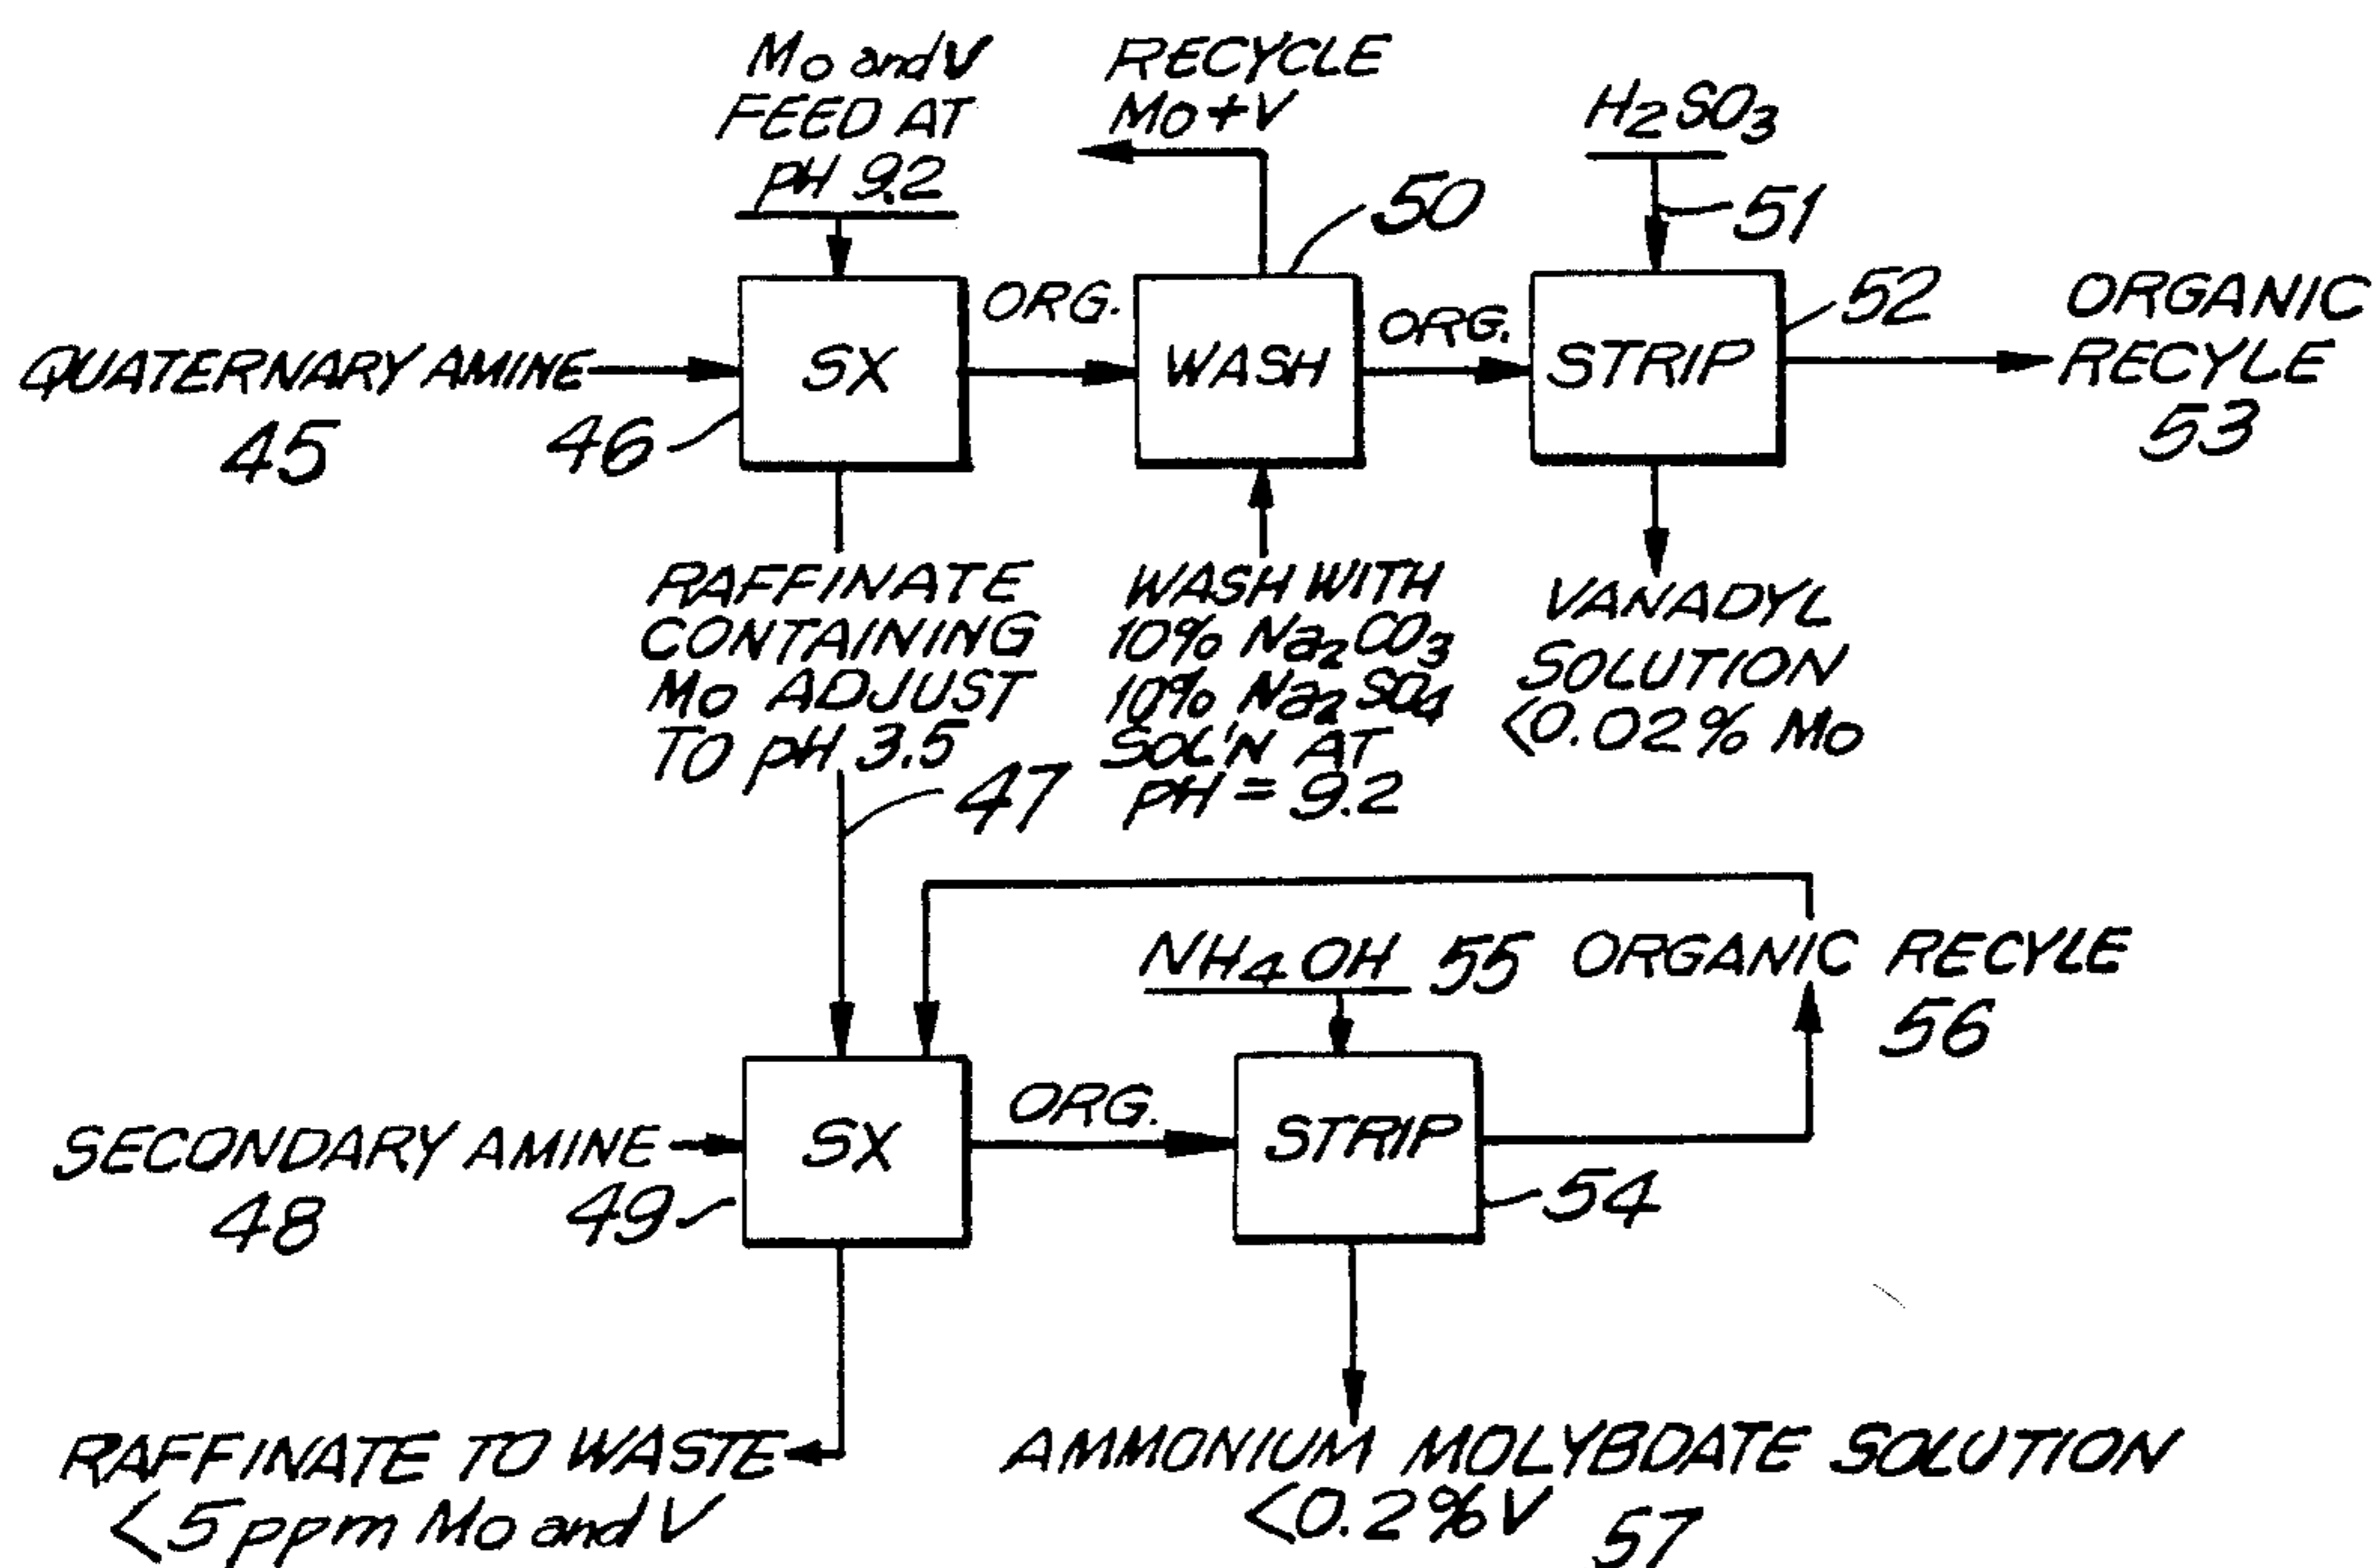 Mo and V
FEED AT
pH 9.2
RECYCLE
Mo + V
H2SO3
50
51
52
ORG.
ORG.
ORGANIC
RECYLE
53
QUATERNARY AMINE
45
46
SX
WASH
STRIP
RAFFINATE
CONTAINING
Mo ADJUST
TO pH 3.5
47
WASH WITH
10% Na2CO3
10% Na2SO4
SOL'N AT
pH = 9.2
VANADYL
SOLUTION
<0.02% Mo
NH4OH 55
ORGANIC RECYLE
56
SECONDARY AMINE
48
49
SX
ORG.
STRIP
54
RAFFINATE TO WASTE
<5 ppm Mo and V
AMMONIUM MOLYBDATE SOLUTION
<0.2% V 57